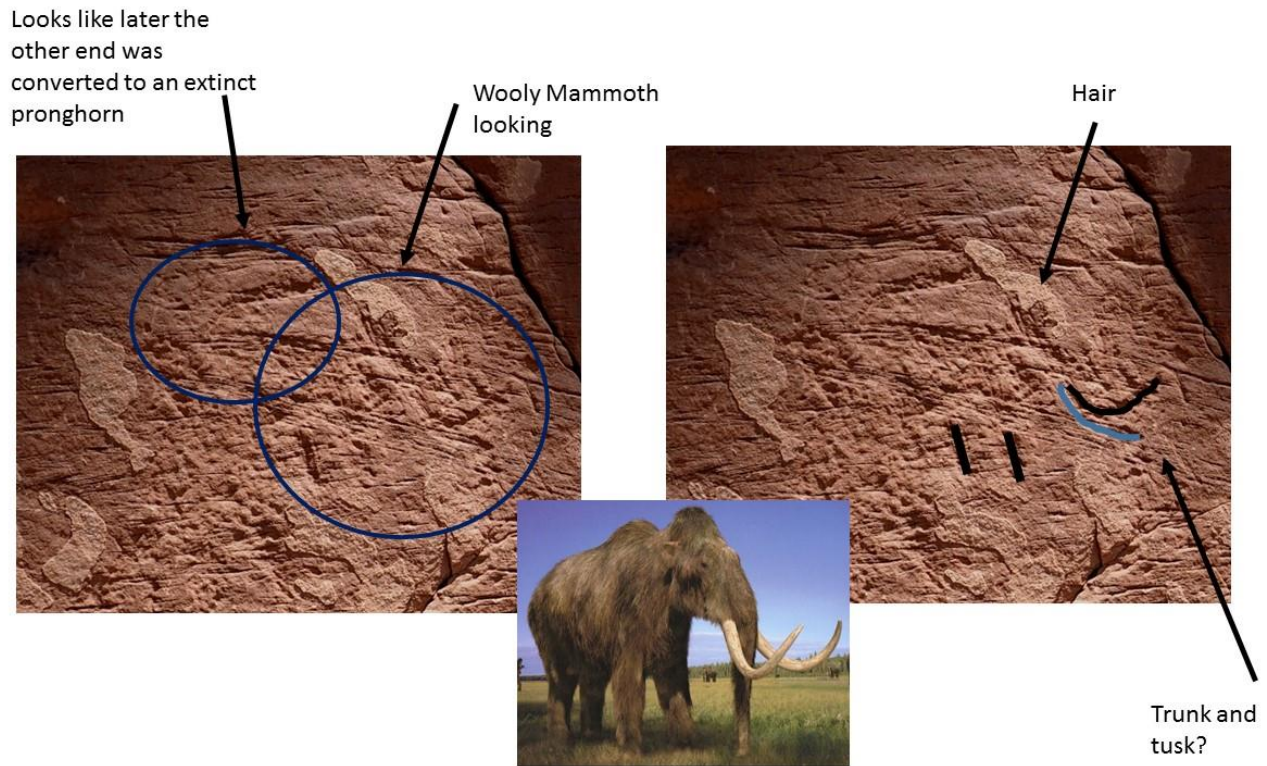 Looks like later the
other end was
converted to an extinct
pronghorn
Wooly Mammoth
looking
Hair
Trunk and
tusk?